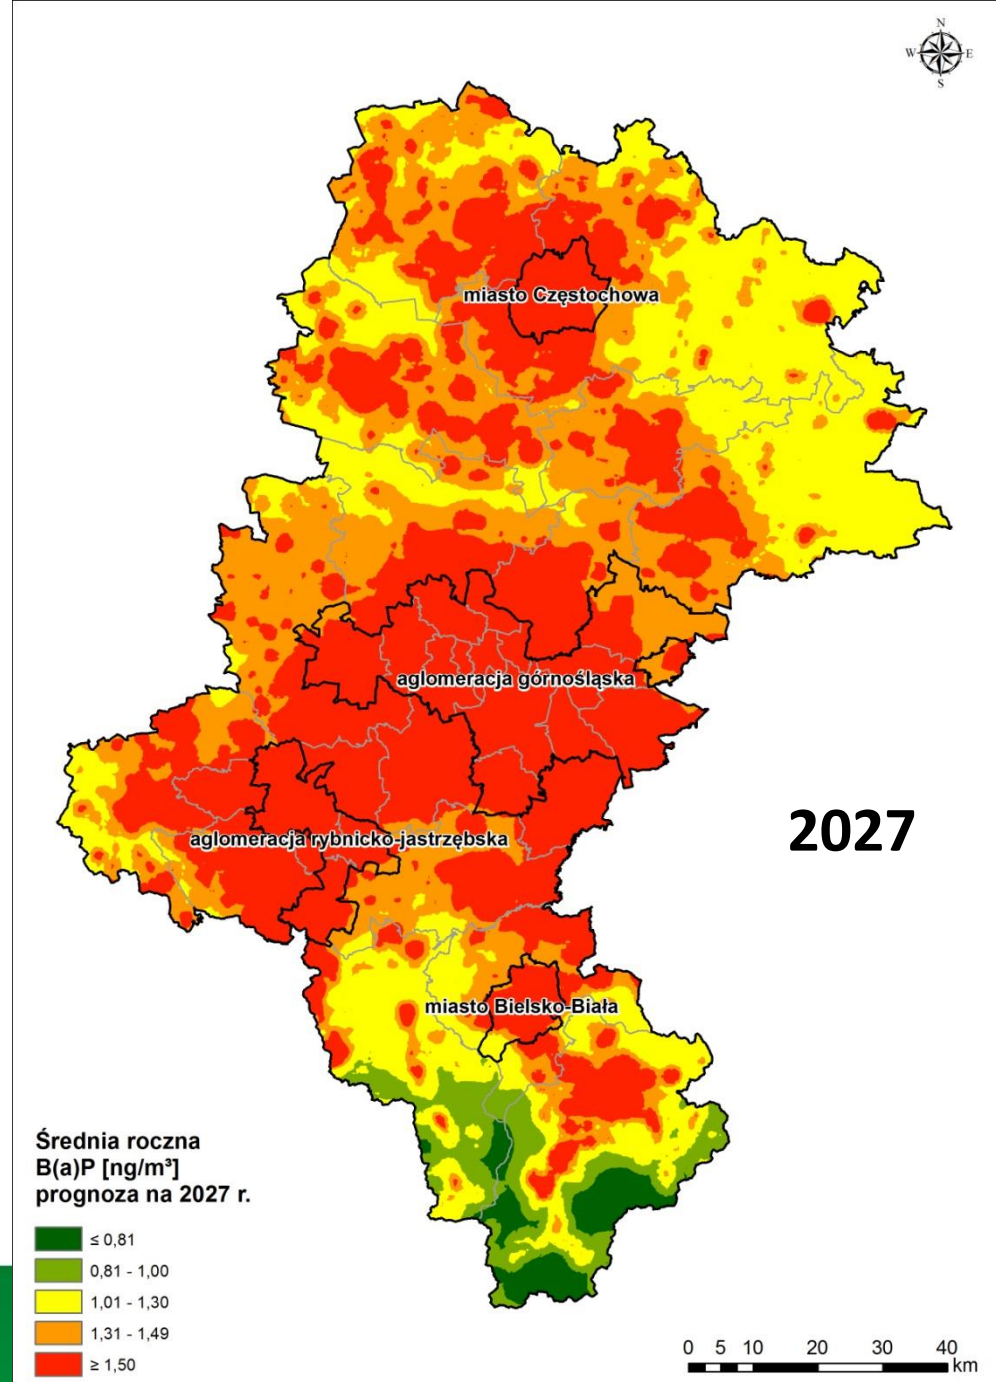 N
W E
S
miasto Częstochowa
aglomeracja górnośląska
2027
aglomeracja rybnicko-jastrzębska
miasto Bielsko-Biała
Średnia roczna
B(a)P [ng/m³]
prognoza na 2027 r.
≤ 0,81
0,81 - 1,00
1,01 - 1,30
1,31 - 1,49
≥ 1,50
0 5 10 20 30 40
km